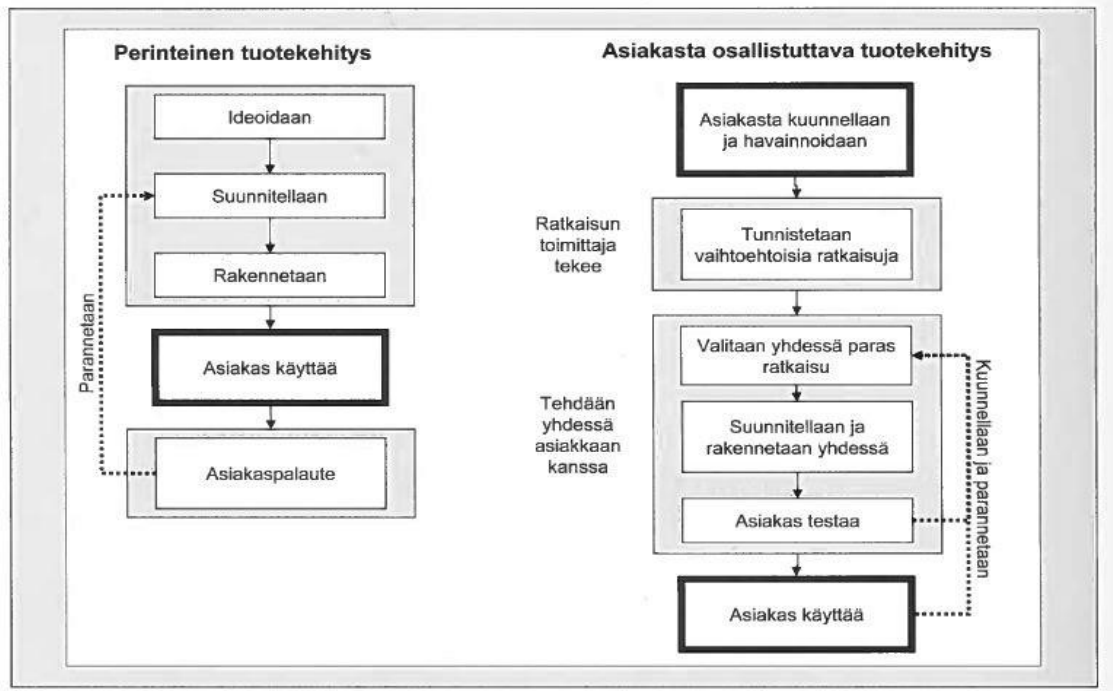 Perinteinen tuotekehitys
Ideoidaan
Suunnitellaan
Rakennetaan
Asiakas käyttää
Asiakaspalaute
Parannetaan
Asiakasta osallistuttava tuotekehitys
Asiakasta kuunnellaan
ja havainnoidaan
Ratkaisun
toimittaja
tekee
Tunnistetaan
vaihtoehtoisia ratkaisuja
Tehdään
yhdessä
asiakkaan
kanssa
Valitaan yhdessä paras
ratkaisu
Suunnitellaan ja
rakennetaan yhdessä
Asiakas testaa
Asiakas käyttää
Kuunnellaan ja parannetaan